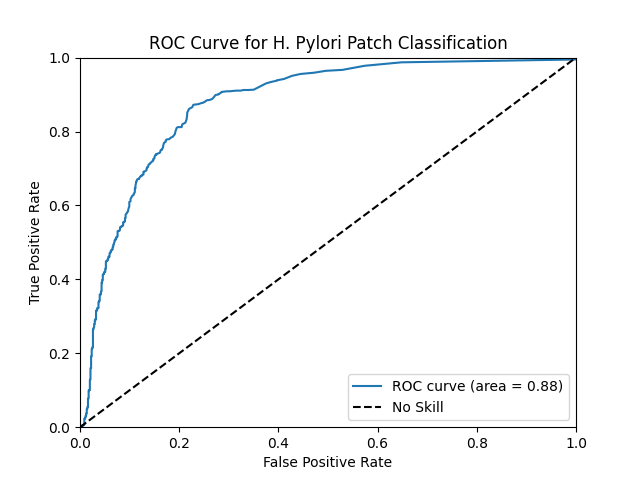 ROC Curve for H. Pylori Patch Classification
True Positive Rate
1.0
0.8
0.6
0.4
0.2
0.0
ROC curve (area = 0.88)
No Skill
0.0 0.2 0.4 0.6 0.8 1.0
False Positive Rate